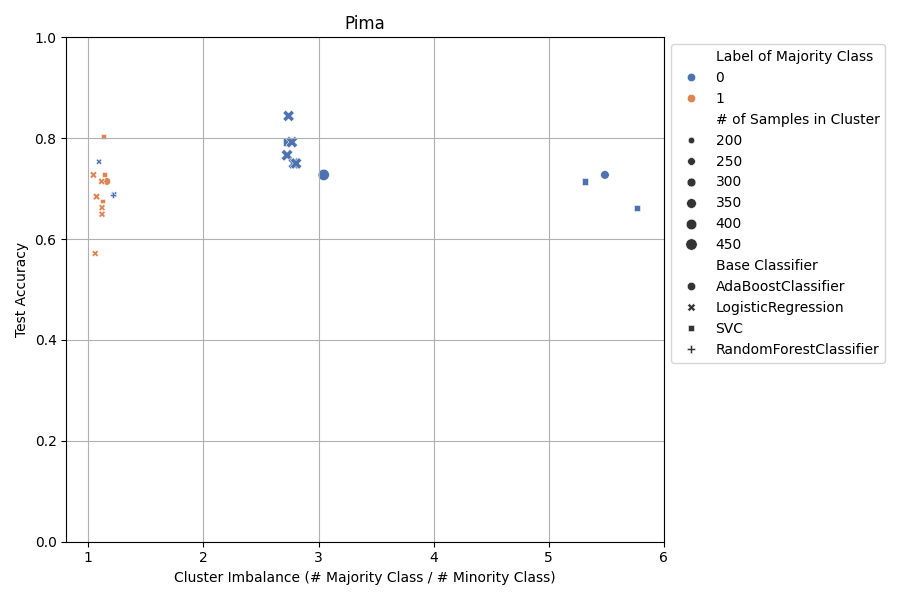 Pima
1.0
0.8
0.6
0.4
0.2
0.0
Test Accuracy
1 2 3 4 5 6
Cluster Imbalance (# Majority Class / # Minority Class)
Label of Majority Class
0
1
# of Samples in Cluster
200
250
300
350
400
450
Base Classifier
AdaBoostClassifier
LogisticRegression
SVC
RandomForestClassifier